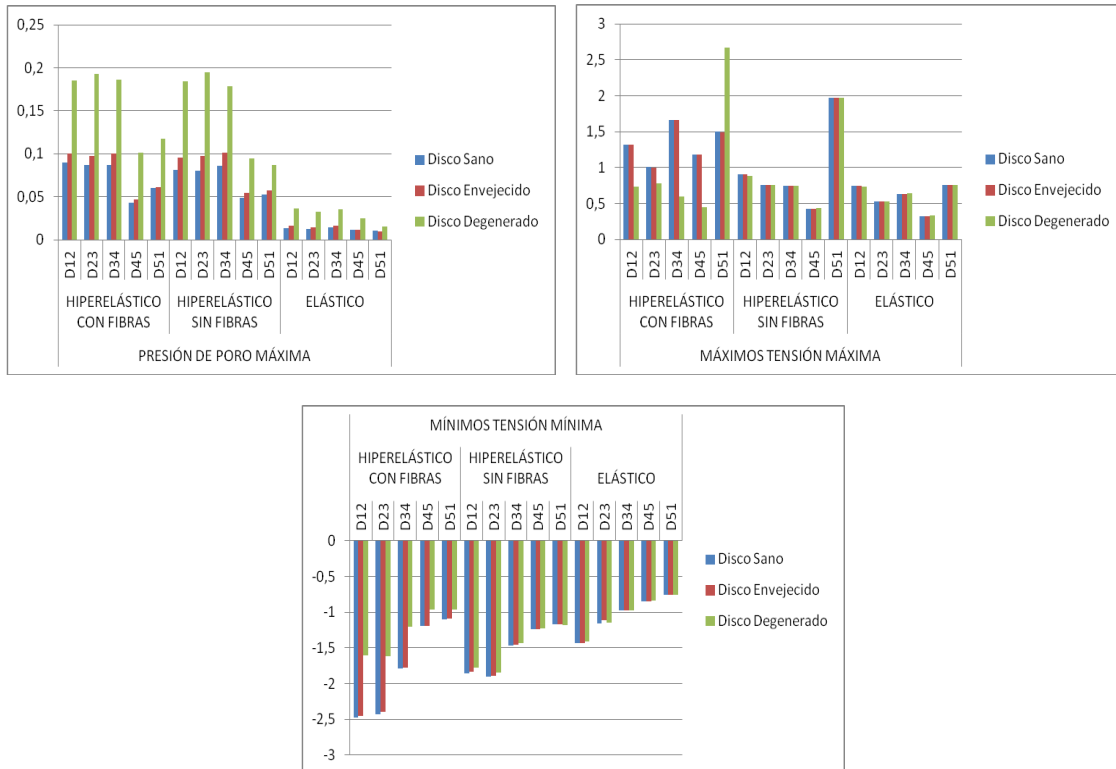 0,25
0,2
0,15
0,1
0,05
0
D12 D23 D34 D45 D51 D12 D23 D34 D45 D51 D12 D23 D34 D45 D51
HIPERELÁSTICO CON FIBRAS
HIPERELÁSTICO SIN FIBRAS
ELÁSTICO
PRESIÓN DE PORO MÁXIMA
Disco Sano
Disco Envejecido
Disco Degenerado
3
2,5
2
1,5
1
0,5
0
D12 D23 D34 D45 D51 D12 D23 D34 D45 D51 D12 D23 D34 D45 D51
HIPERELÁSTICO CON FIBRAS
HIPERELÁSTICO SIN FIBRAS
ELÁSTICO
MÁXIMOS TENSIÓN MÁXIMA
Disco Sano
Disco Envejecido
Disco Degenerado
MÍNIMOS TENSIÓN MÍNIMA
HIPERELÁSTICO CON FIBRAS
HIPERELÁSTICO SIN FIBRAS
ELÁSTICO
D12 D23 D34 D45 D51 D12 D23 D34 D45 D51 D12 D23 D34 D45 D51
0
-0,5
-1
-1,5
-2
-2,5
-3
Disco Sano
Disco Envejecido
Disco Degenerado